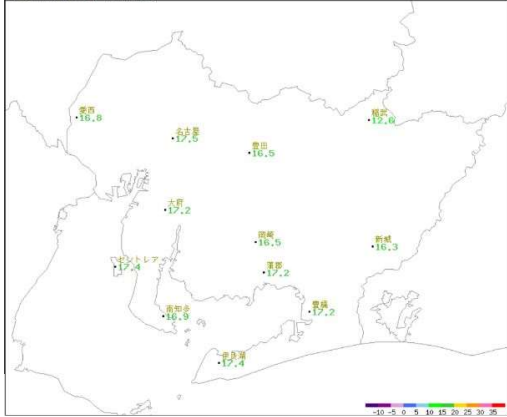 愛西
16.8
稲武
12.6
名古屋
17.5
豊田
16.5
大府
17.2
岡崎
16.5
新城
16.3
セントレア
17.4
蒲郡
17.2
南知多
16.9
豊橋
17.2
伊良湖
17.4
-10 -5 0 5 10 15 20 25 30 35